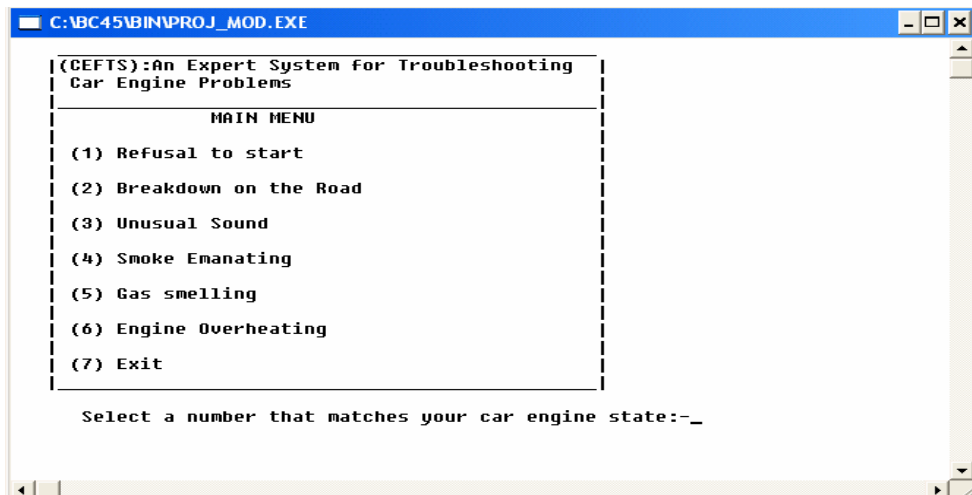 C:\BC45\BIN\PROJ_MOD.EXE
(CEFTS):An Expert System for Troubleshooting
Car Engine Problems
MAIN MENU
(1) Refusal to start
(2) Breakdown on the Road
(3) Unusual Sound
(4) Smoke Emanating
(5) Gas smelling
(6) Engine Overheating
(7) Exit
Select a number that matches your car engine state:-_